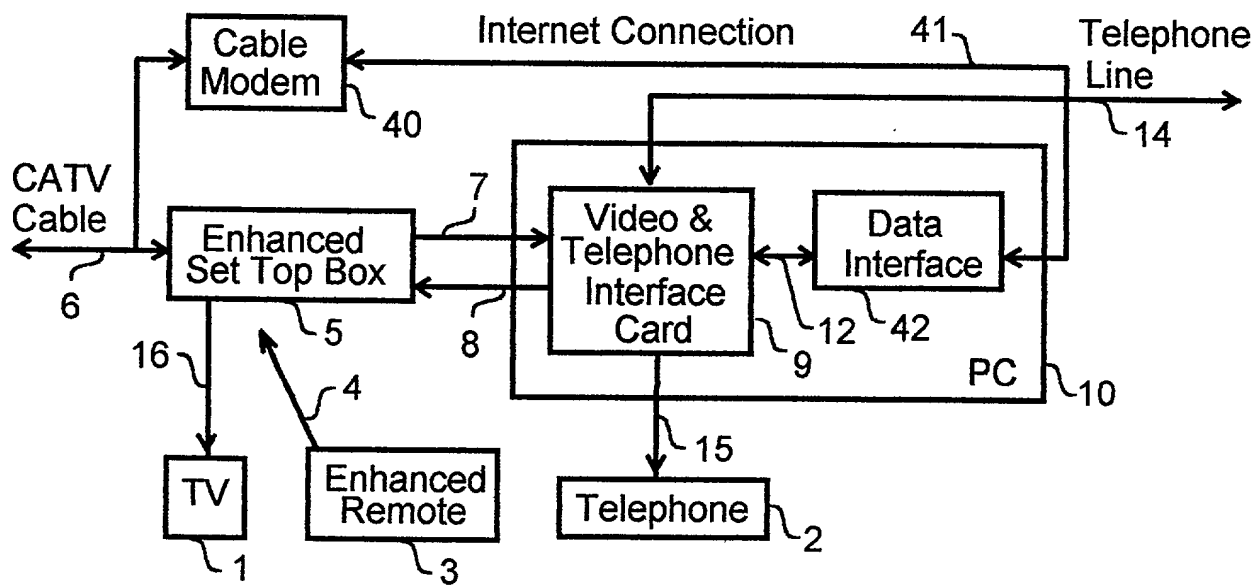 Cable
Modem
40
Internet Connection
41
Telephone
Line
14
CATV
Cable
6
Enhanced
Set Top Box
5
7
8
Video &
Telephone
Interface
Card
9
12
Data
Interface
42
PC
10
16
4
15
TV
1
Enhanced
Remote
3
Telephone
2